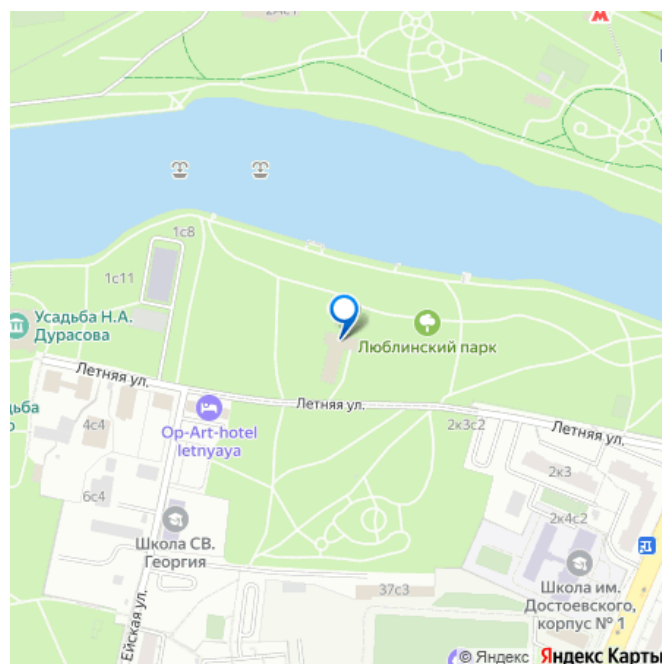 М
1с8
1с11
Усадьба Н.А.
Дурасова
Люблинский парк
Летняя ул.
Летняя ул.
Летняя ул.
4с4
Op-Art-hotel
letnyaya
2к3с2
2к3
6с4
2к4с2
Школа СВ.
Георгия
Школа им.
Достоевского,
корпус № 1
37с3
Ейская ул.
© Яндекс Яндекс Карты